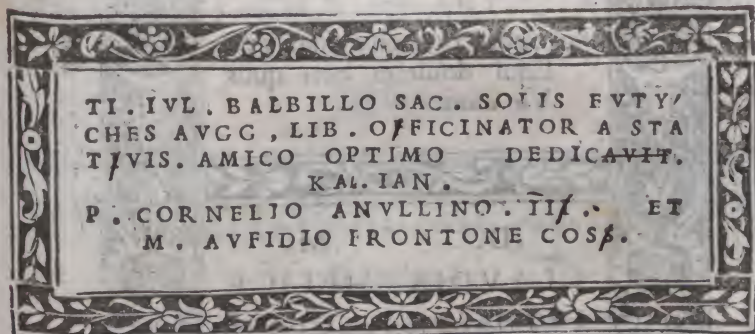 TI. IVL. BALBILLO SAC. SOLIS EVTY/
CHES AVGG, LIB. OFFICINATOR A STA
TVIS. AMICO OPTIMO DEDICAVIT.
KAL. IAN.
P. CORNELIO ANVLLINO. II. ET
M. AVFIDIO FRONTONE COS.